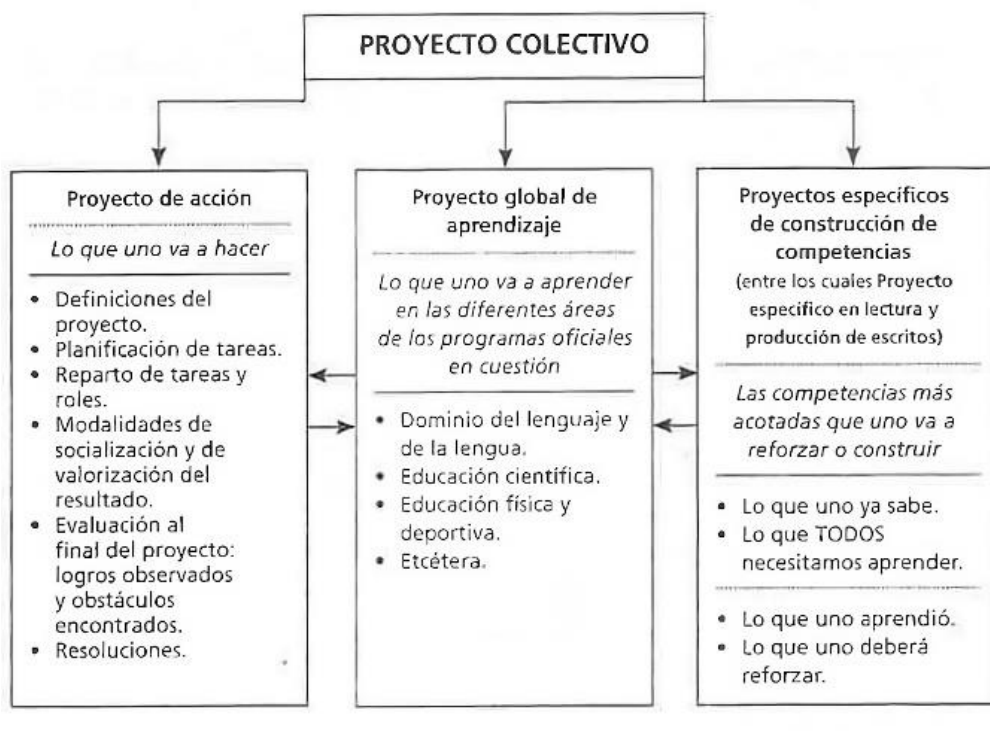 PROYECTO COLECTIVO
Proyecto de acción
Lo que uno va a hacer
• Definiciones del
proyecto.
• Planificación de tareas.
• Reparto de tareas y
roles.
• Modalidades de
socialización y de
valorización del
resultado.
• Evaluación al
final del proyecto:
logros observados
y obstáculos
encontrados.
• Resoluciones.
Proyecto global de
aprendizaje
Lo que uno va a aprender
en las diferentes áreas
de los programas oficiales
en cuestión
• Dominio del lenguaje y
de la lengua.
• Educación científica.
• Educación física y
deportiva.
• Etcétera.
Proyectos específicos
de construcción de
competencias
(entre los cuales Proyecto
específico en lectura y
producción de escritos)
Las competencias más
acotadas que uno va a
reforzar o construir
• Lo que uno ya sabe.
• Lo que TODOS
necesitamos aprender.
• Lo que uno aprendió.
• Lo que uno deberá
reforzar.